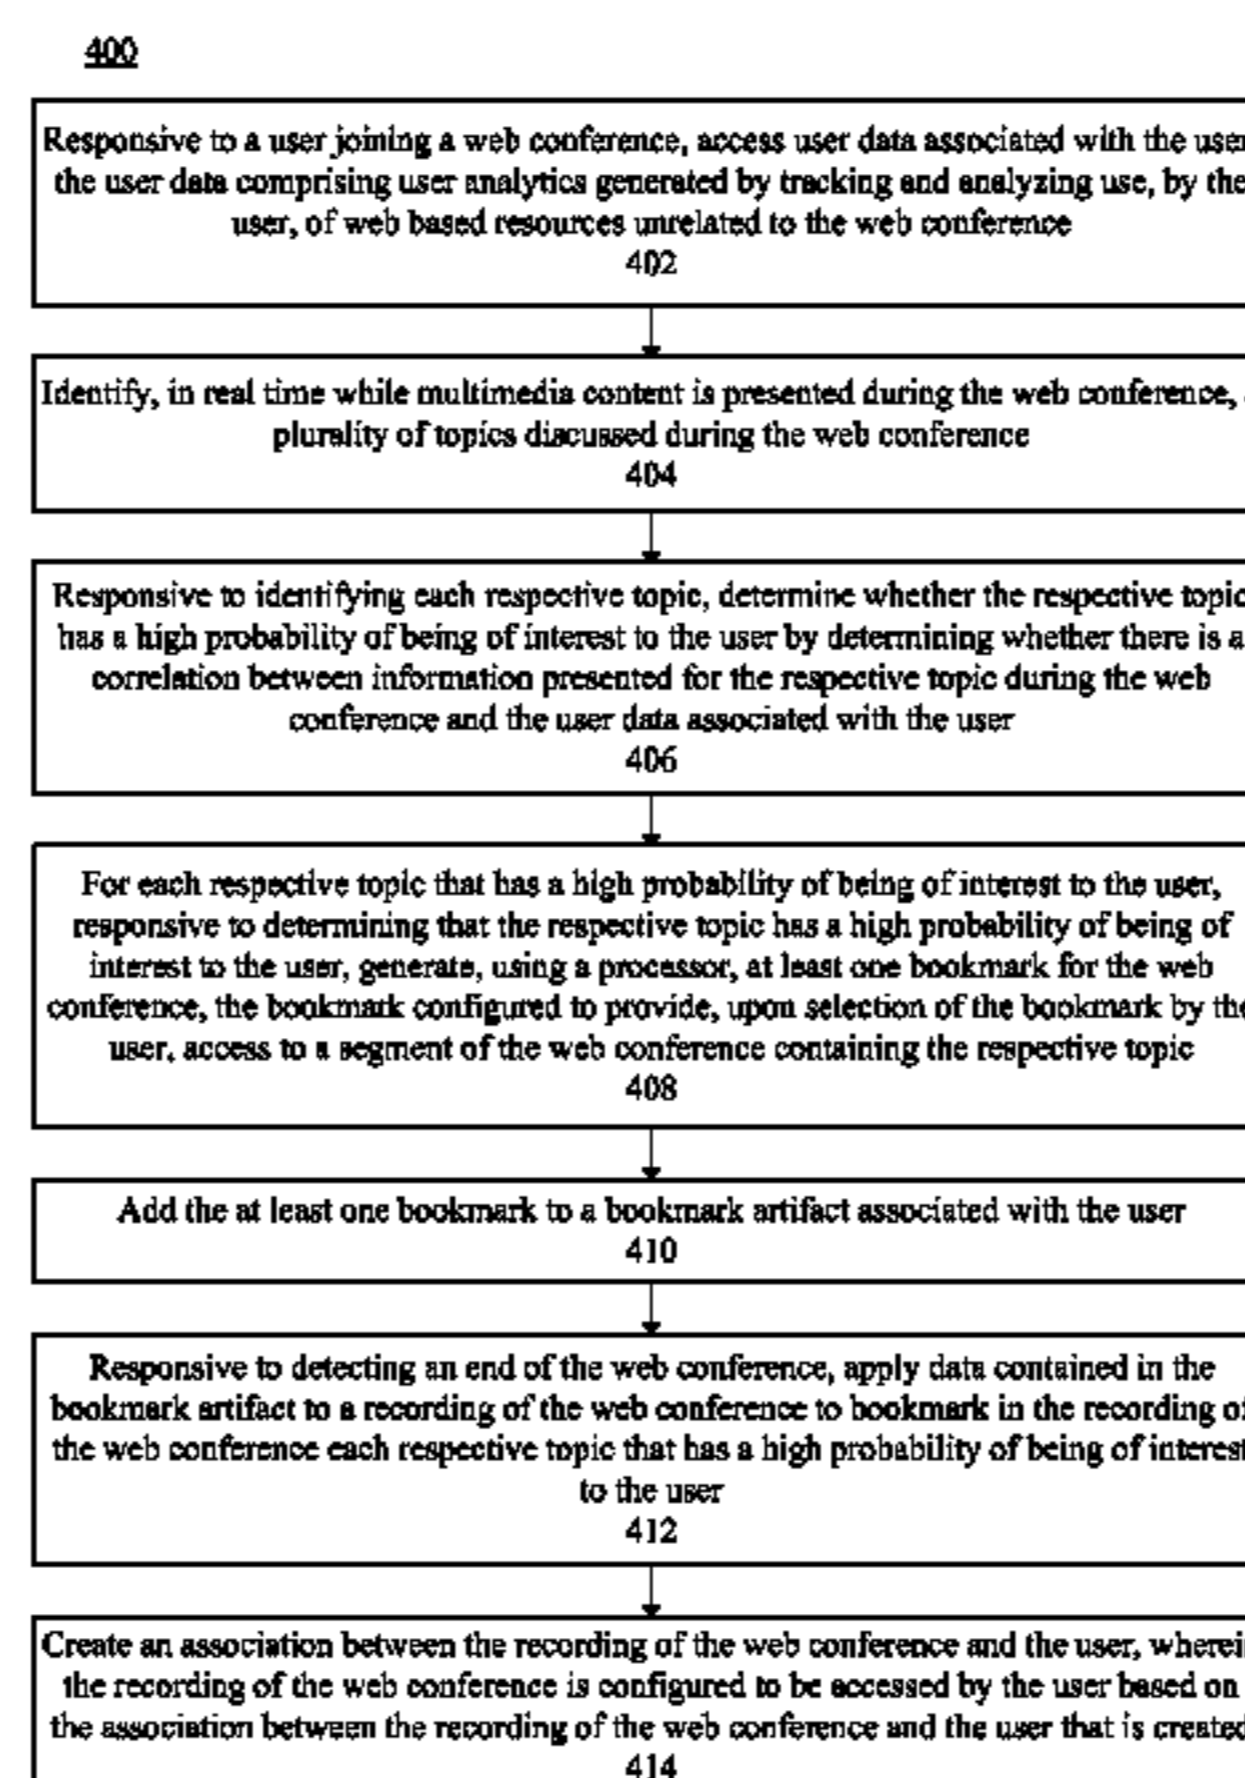 400
Responsive to a user joining a web conference, access user data associated with the user
the user data comprising user analytics generated by tracking and analyzing use, by the
user, of web based resources unrelated to the web conference
402
Identify, in real time while multimedia content is presented during the web conference,
plurality of topics discussed during the web conference
404
Responsive to identifying each respective topic, determine whether the respective topic
has a high probability of being of interest to the user by determining whether there is a
correlation between information presented for the respective topic during the web
conference and the user data associated with the user
406
For each respective topic that has a high probability of being of interest to the user,
responsive to determining that the respective topic has a high probability of being of
interest to the user, generate, using a processor, at least one bookmark for the web
conference, the bookmark configured to provide, upon selection of the bookmark by the
user, access to a segment of the web conference containing the respective topic
408
Add the at least one bookmark to a bookmark artifact associated with the user
410
Responsive to detecting an end of the web conference, apply data contained in the
bookmark artifact to a recording of the web conference to bookmark in the recording of
the web conference each respective topic that has a high probability of being of interest
to the user
412
Create an association between the recording of the web conference and the user, wherei
the recording of the web conference is configured to be accessed by the user based on
the association between the recording of the web conference and the user that is created
414